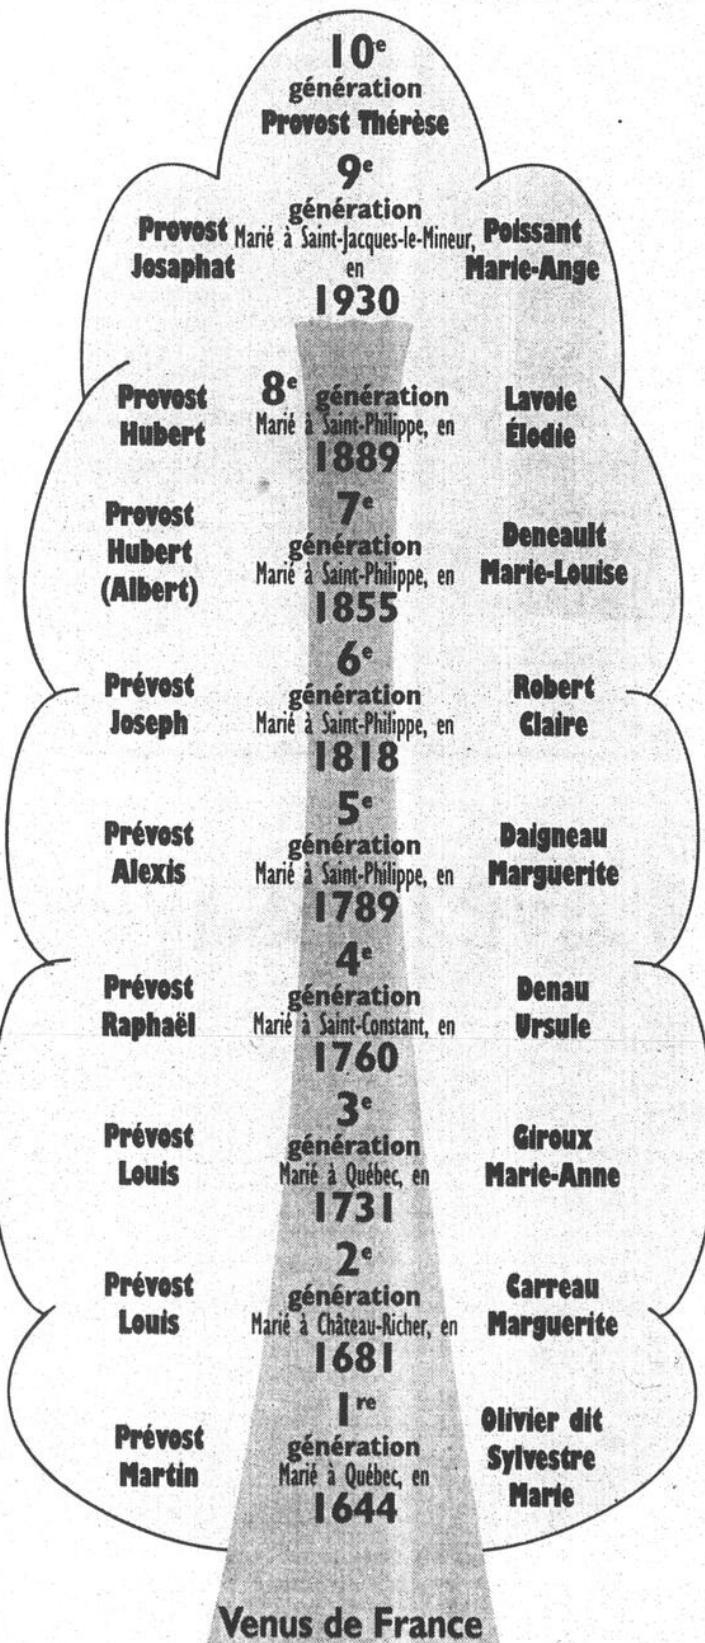 10e
génération
Provost Thérèse
9e
génération
Provost Josaphat
Marié à Saint-Jacques-le-Mineur,
en
1930
Poissant
Marie-Ange
Provost
Hubert
8e génération
Marié à Saint-Philippe, en
1889
Lavoie
Élodie
Provost
Hubert
(Albert)
7e
génération
Marié à Saint-Philippe, en
1855
Deneault
Marie-Louise
Prévost
Joseph
6e
génération
Marié à Saint-Philippe, en
1818
Robert
Claire
Prévost
Alexis
5e
génération
Marié à Saint-Philippe, en
1789
Daigneau
Marguerite
Prévost
Raphaël
4e
génération
Marié à Saint-Constant, en
1760
Denau
Ursule
Prévost
Louis
3e
génération
Marié à Québec, en
1731
Giroux
Marie-Anne
Prévost
Louis
2e
génération
Marié à Château-Richer, en
1681
Carreau
Marguerite
Prévost
Martin
1re
génération
Marié à Québec, en
1644
Olivier dit
Sylvestre
Marie
Venus de France